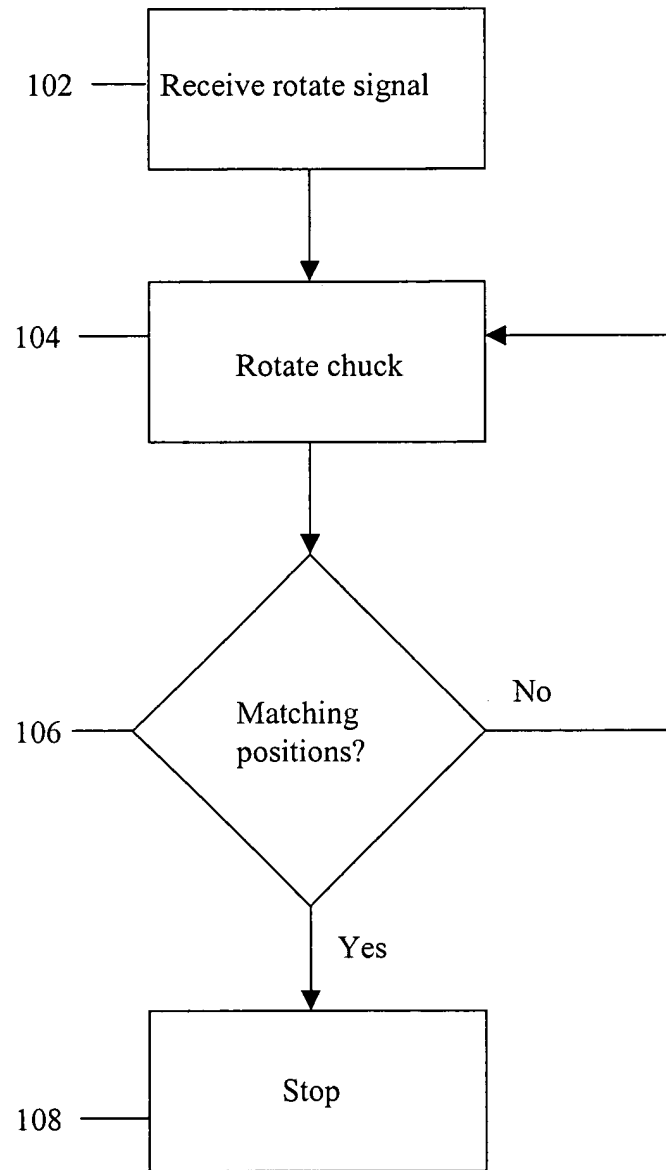 102
Receive rotate signal
104
Rotate chuck
106
Matching
positions?
No
Yes
Stop
108